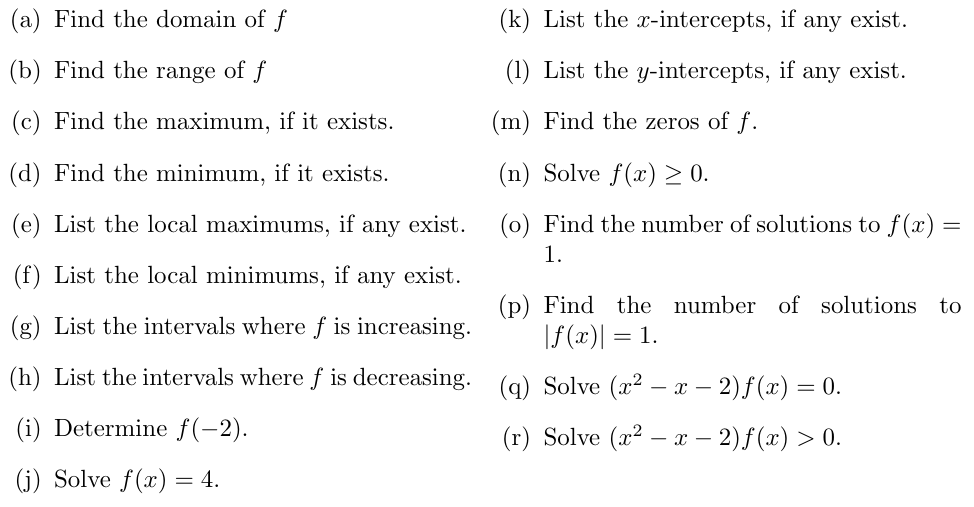 (a) Find the domain of f
(b) Find the range of f
(c) Find the maximum, if it exists.
(d) Find the minimum, if it exists.
(e) List the local maximums, if any exist.
(f) List the local minimums, if any exist.
(g) List the intervals where f is increasing.
(h) List the intervals where f is decreasing.
(i) Determine f(−2).
(j) Solve f(x) = 4.
(k) List the x-intercepts, if any exist.
(l) List the y-intercepts, if any exist.
(m) Find the zeros of f.
(n) Solve f(x) ≥ 0.
(o) Find the number of solutions to f(x) =
1.
(p) Find the number of solutions to
|f(x)| = 1.
(q) Solve (x² − x − 2)f(x) = 0.
(r) Solve (x² − x − 2)f(x) > 0.